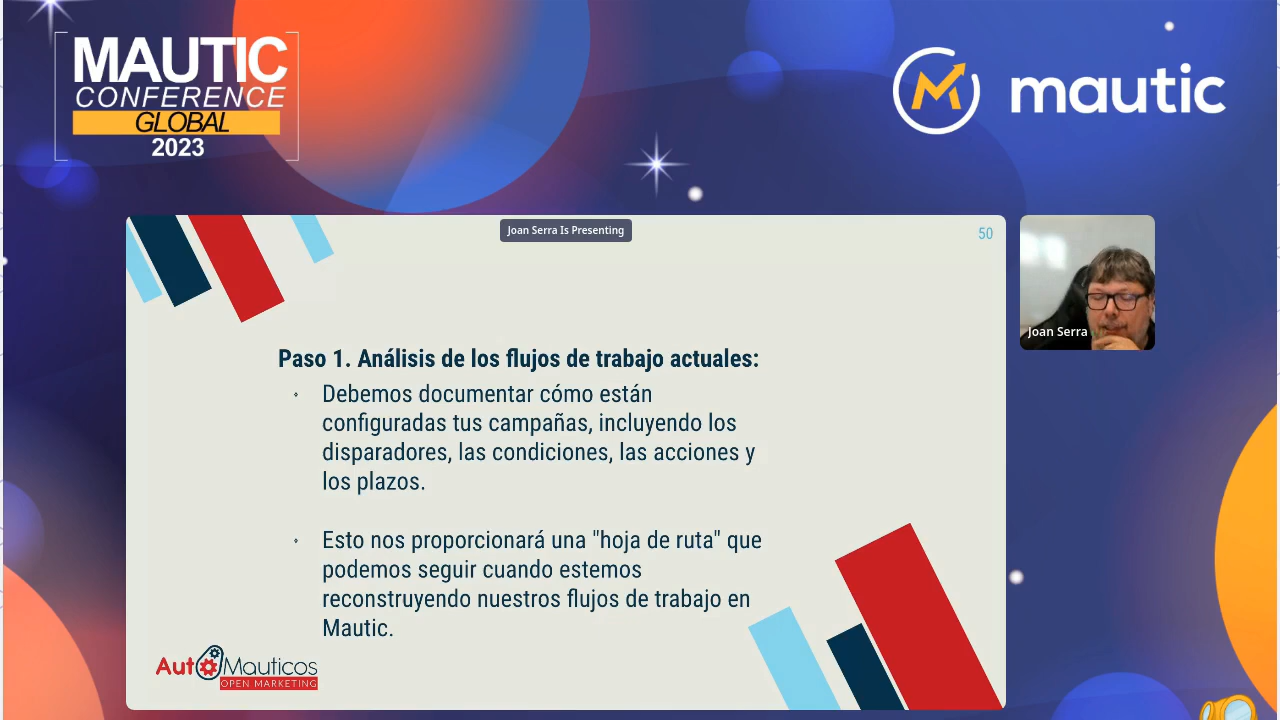 MAUTIC
CONFERENCE
GLOBAL
2023
mautic
Joan Serra Is Presenting
50
Paso 1. Análisis de los flujos de trabajo actuales:
Debemos documentar cómo están
configuradas tus campañas, incluyendo los
disparadores, las condiciones, las acciones y
los plazos.
Esto nos proporcionará una "hoja de ruta" que
podemos seguir cuando estemos
reconstruyendo nuestros flujos de trabajo en
Mautic.
Joan Serra
AutoMauticos
OPEN MARKETING